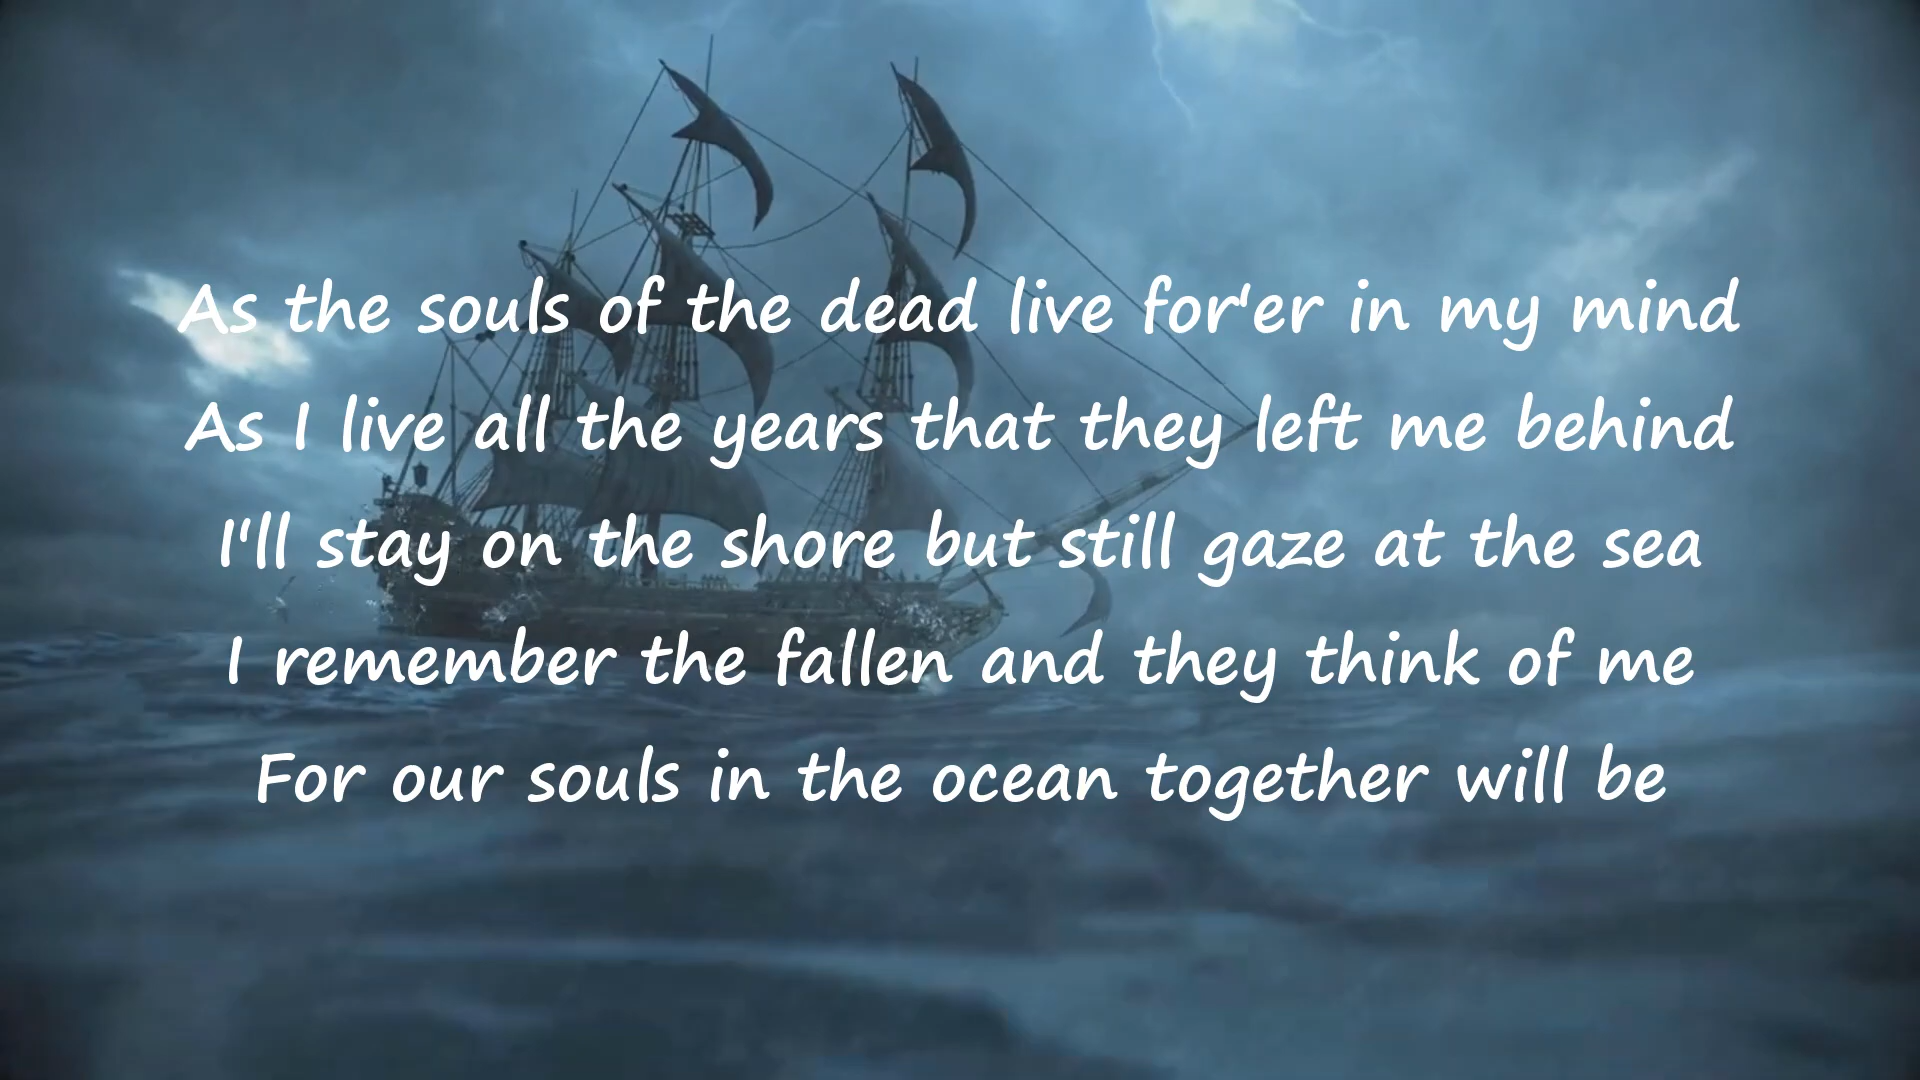 As the souls of the dead live for'er in my mind
As I live all the years that they left me behind
I'll stay on the shore but still gaze at the sea
I remember the fallen and they think of me
For our souls in the ocean together will be